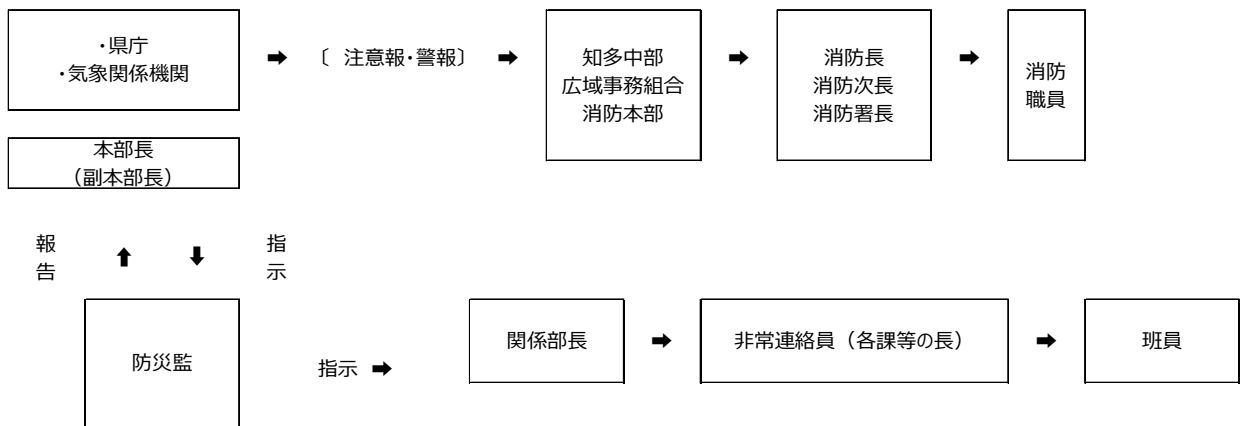 ・県庁
・気象関係機関
➡
〔 注意報・警報〕
➡
知多中部
広域事務組合
消防本部
➡
消防長
消防次長
消防署長
➡
消防
職員
本部長
(副本部長)
報告
⬆
⬇
指示
防災監
指示 ➡
関係部長
➡
非常連絡員(各課等の長)
➡
班員